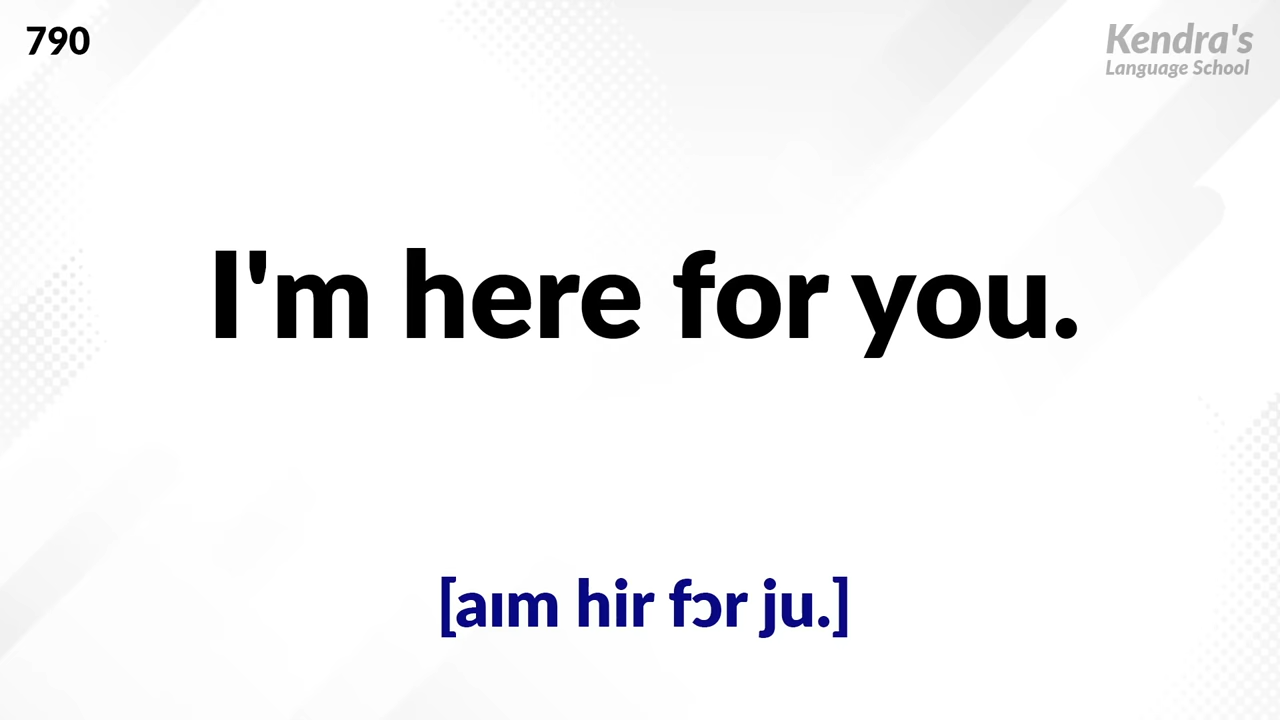 790
Kendra's
Language School
I'm here for you.
[aɪm hir fɔr ju.]